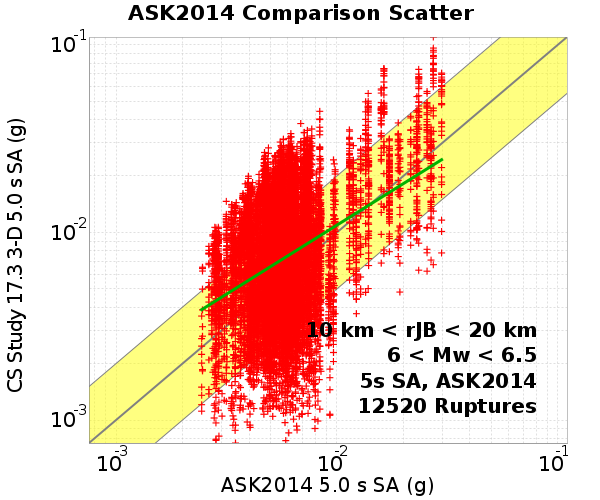 ASK2014 Comparison Scatter
CS Study 17.3 3-D 5.0 s SA (g)
10-1
10-2
10-3
10 km < rJB < 20 km
6 < Mw < 6.5
5s SA, ASK2014
12520 Ruptures
10-3 10-2 10-1
ASK2014 5.0 s SA (g)